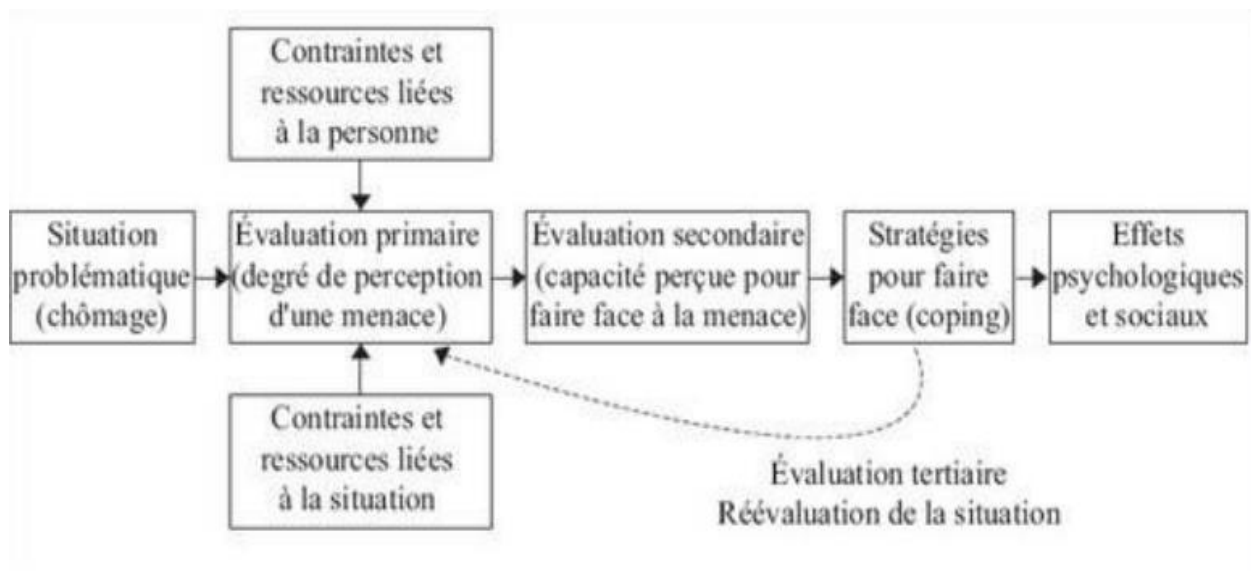 Contraintes et
ressources liées
à la personne
Situation
problématique
(chômage)
Évaluation primaire
(degré de perception
d'une menace)
Évaluation secondaire
(capacité perçue pour
faire face à la menace)
Stratégies
pour faire
face (coping)
Effets
psychologiques
et sociaux
Contraintes et
ressources liées
à la situation
Évaluation tertiaire
Réévaluation de la situation